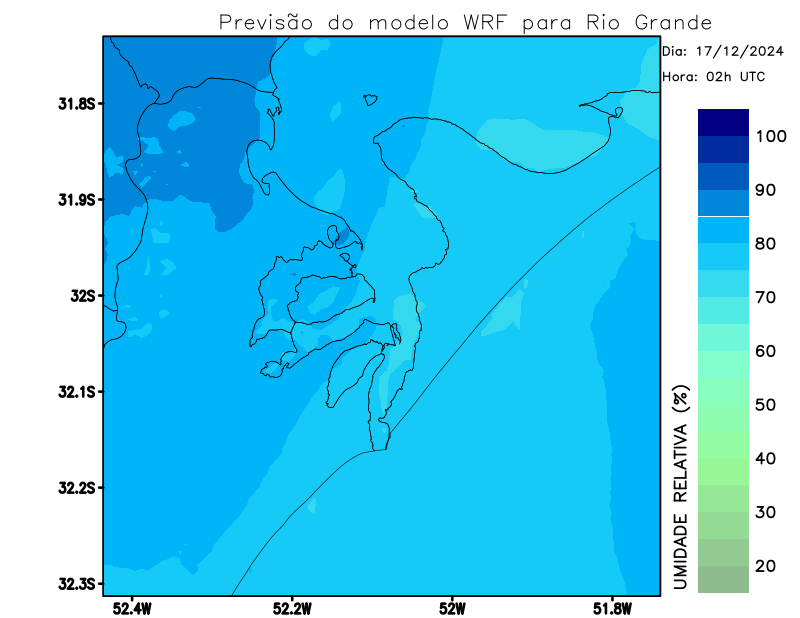 Previsão do modelo WRF para Rio Grande
Dia: 17/12/2024
Hora: 02h UTC
31.8S
31.9S
32S
32.1S
32.2S
32.3S
52.4W
52.2W
52W
51.8W
100
90
80
70
60
50
40
30
20
UMIDADE RELATIVA (%)